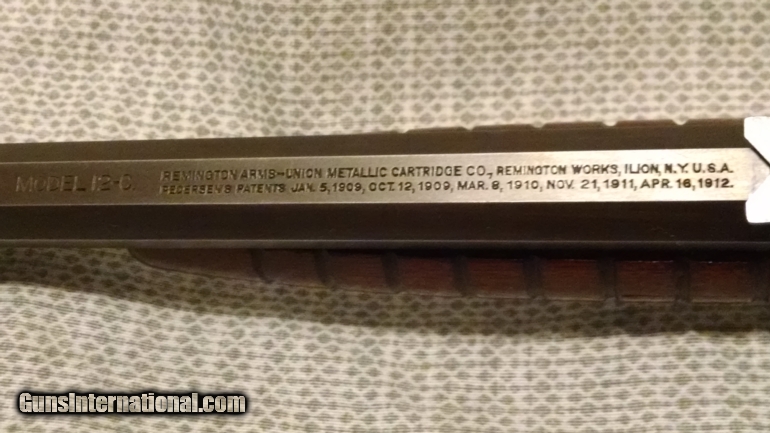 MODEL 12-C.
REMINGTON ARMS-UNION METALLIC CARTRIDGE CO., REMINGTON WORKS, ILION, N.Y. U.S.A.
PEDERSEN'S PATENTS JAN. 5, 1909, OCT. 12, 1909, MAR. 8, 1910, NOV. 21, 1911, APR. 16, 1912.
GunsInternational.com